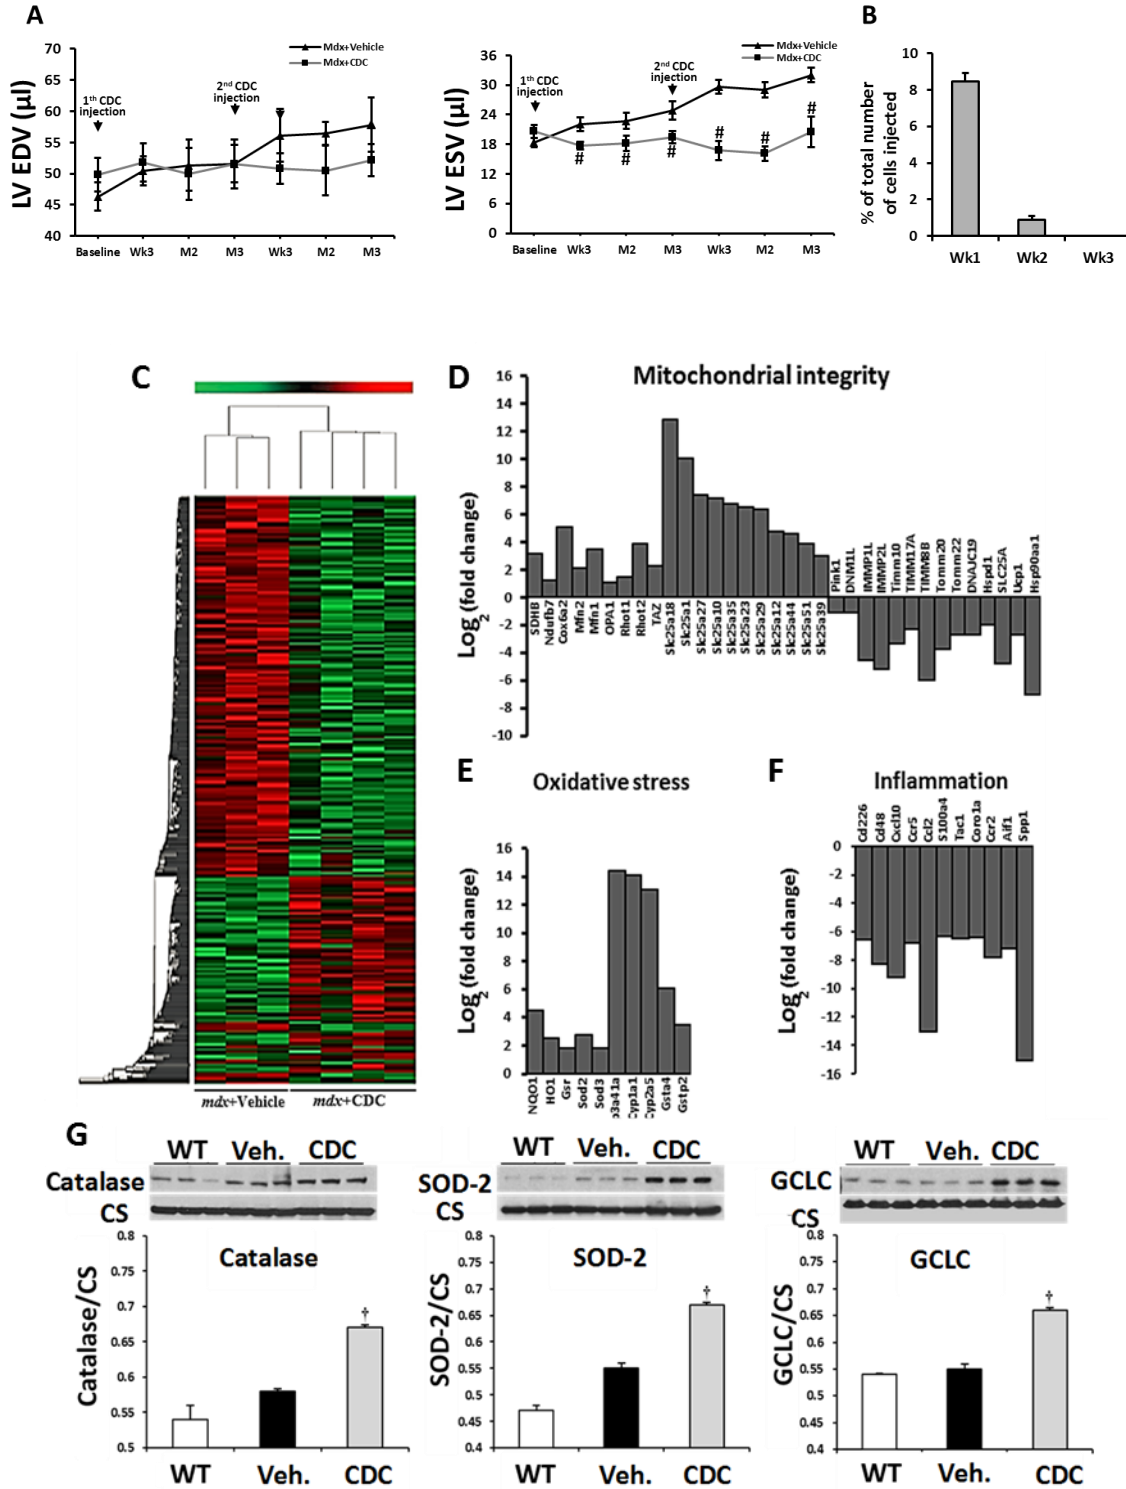 A
B
Mdx+Vehicle
Mdx+CDC
LV EDV (µl)
70
65
60
55
50
45
40
1th CDC
injection
2nd CDC
injection
Baseline Wk3 M2 M3 Wk3 M2 M3
Mdx+Vehicle
Mdx+CDC
LV ESV (µl)
36
30
24
18
12
6
0
1th CDC
injection
2nd CDC
injection
# # # # # #
Baseline Wk3 M2 M3 Wk3 M2 M3
% of total number
of cells injected
10
8
6
4
2
0
Wk1 Wk2 Wk3
C
mdx+Vehicle mdx+CDC
D
Mitochondrial integrity
Log2 (fold change)
16
14
12
10
8
6
4
2
0
-2
-4
-6
-8
-10
SDHB
Ndufb7
Cox6a2
Mfn2
Mfn1
OPA1
Rhot1
Rhot2
TAZ
Slc25a18
Slc25a1
Slc25a27
Slc25a10
Slc25a35
Slc25a23
Slc25a29
Slc25a12
Slc25a44
Slc25a51
Slc25a39
Pink1
DNM1L
IMMP1L
IMMP2L
Timm10
TIMM17A
TIMM8B
Tomm20
Tomm22
DNAJC19
Hspd1
SLC25A
Ucp1
Hsp90aa1
E
Oxidative stress
Log2 (fold change)
16
14
12
10
8
6
4
2
0
NQO1
HO1
Gsr
Sod2
Sod3
p3a41a
Cyp1a1
Cyp2a5
Gsta4
Gstp2
F
Inflammation
Log2 (fold change)
Cd226
Cd48
Cxcl10
Ccr5
Ccl2
S100a4
Tac1
Coro1a
Ccr2
Aif1
Spp1
0
-2
-4
-6
-8
-10
-12
-14
-16
G
WT Veh. CDC
Catalase
CS
Catalase
Catalase/CS
0.8
0.75
0.7
0.65
0.6
0.55
0.5
†
WT Veh. CDC
WT Veh. CDC
SOD-2
CS
SOD-2
SOD-2/CS
0.8
0.75
0.7
0.65
0.6
0.55
0.5
0.45
0.4
†
WT Veh. CDC
WT Veh. CDC
GCLC
CS
GCLC
GCLC/CS
0.8
0.75
0.7
0.65
0.6
0.55
0.5
0.45
0.4
†
WT Veh. CDC